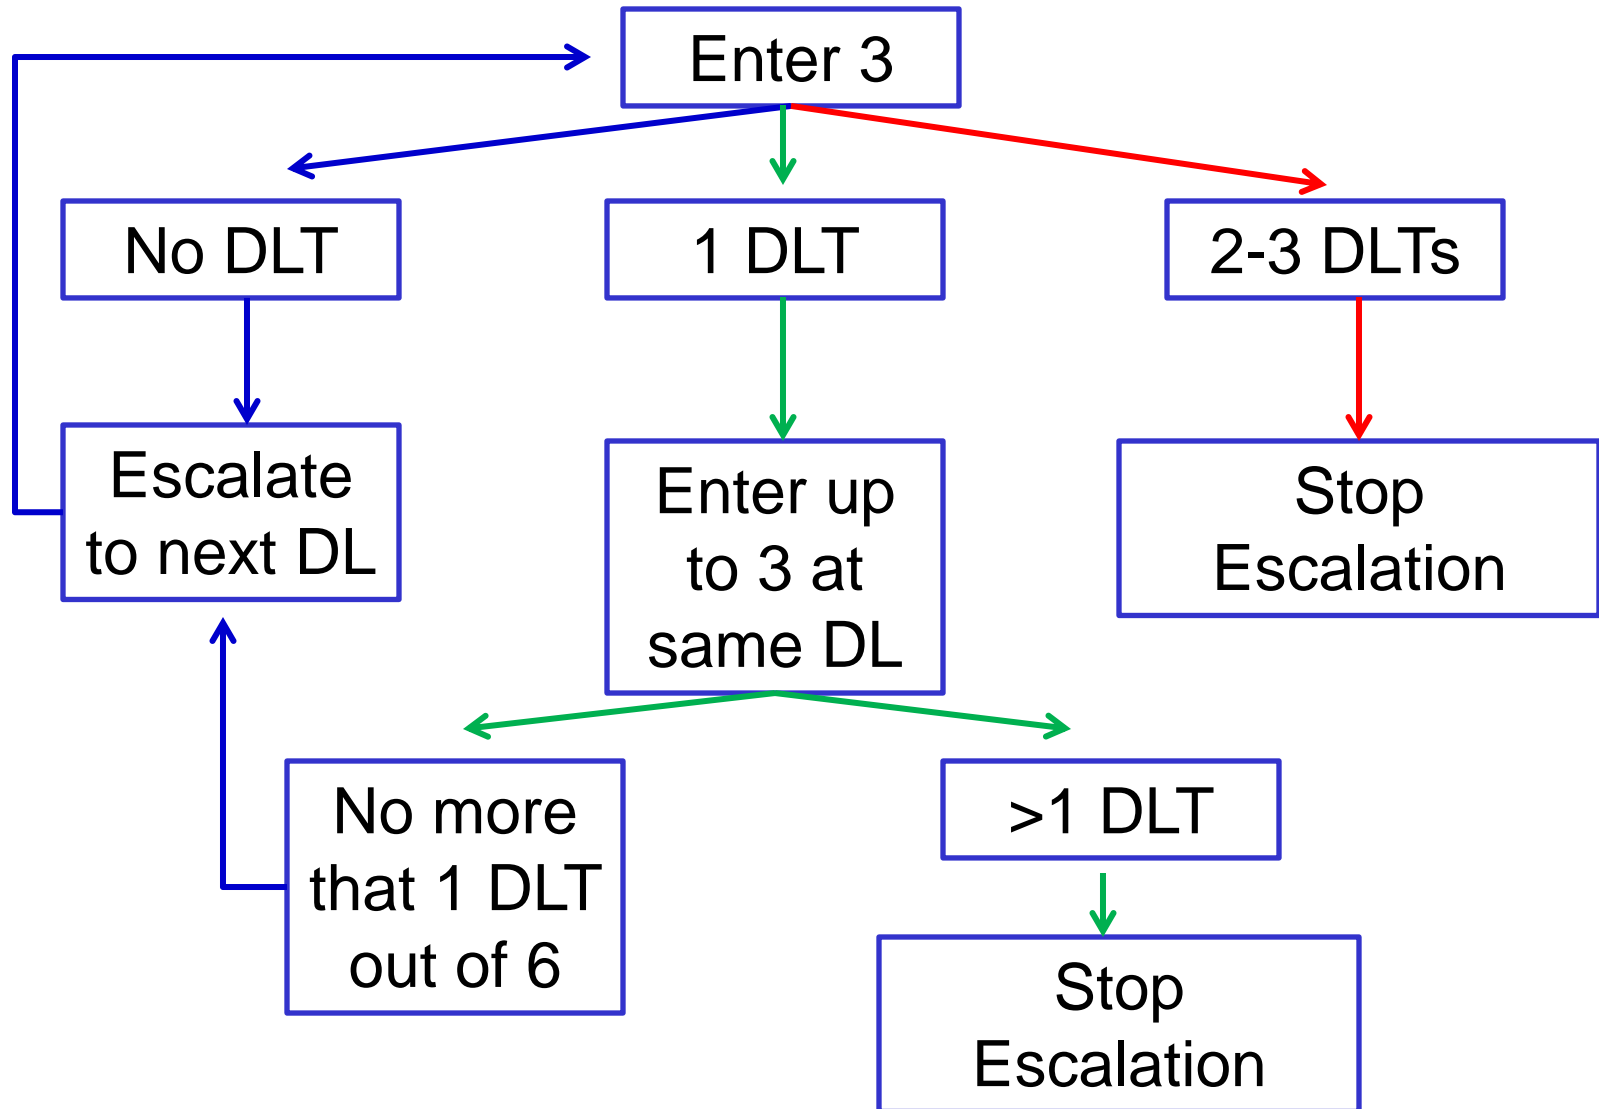 Enter 3
No DLT
1 DLT
2-3 DLTs
Escalate
to next DL
Enter up
to 3 at
same DL
Stop
Escalation
No more
that 1 DLT
out of 6
>1 DLT
Stop
Escalation